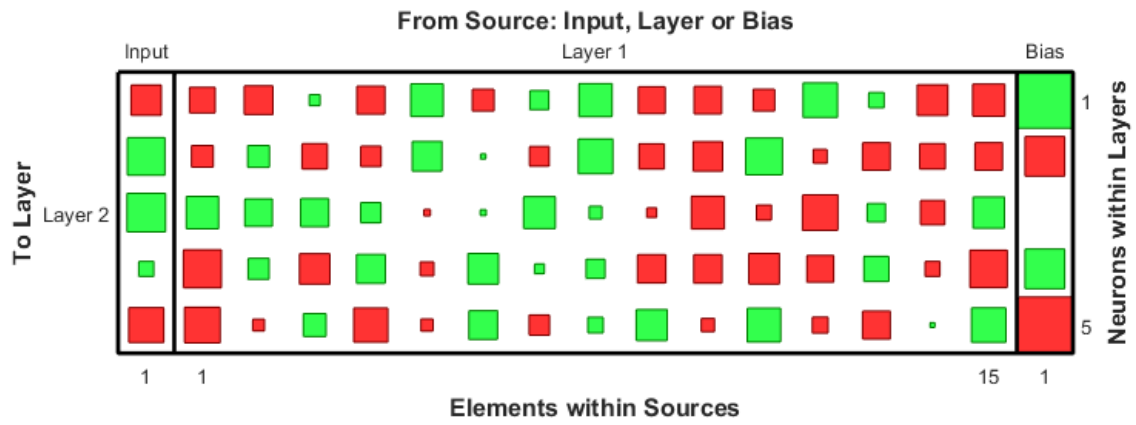 From Source: Input, Layer or Bias
Input Layer 1 Bias
To Layer
Layer 2
1
5
Neurons within Layers
1 1 15 1
Elements within Sources